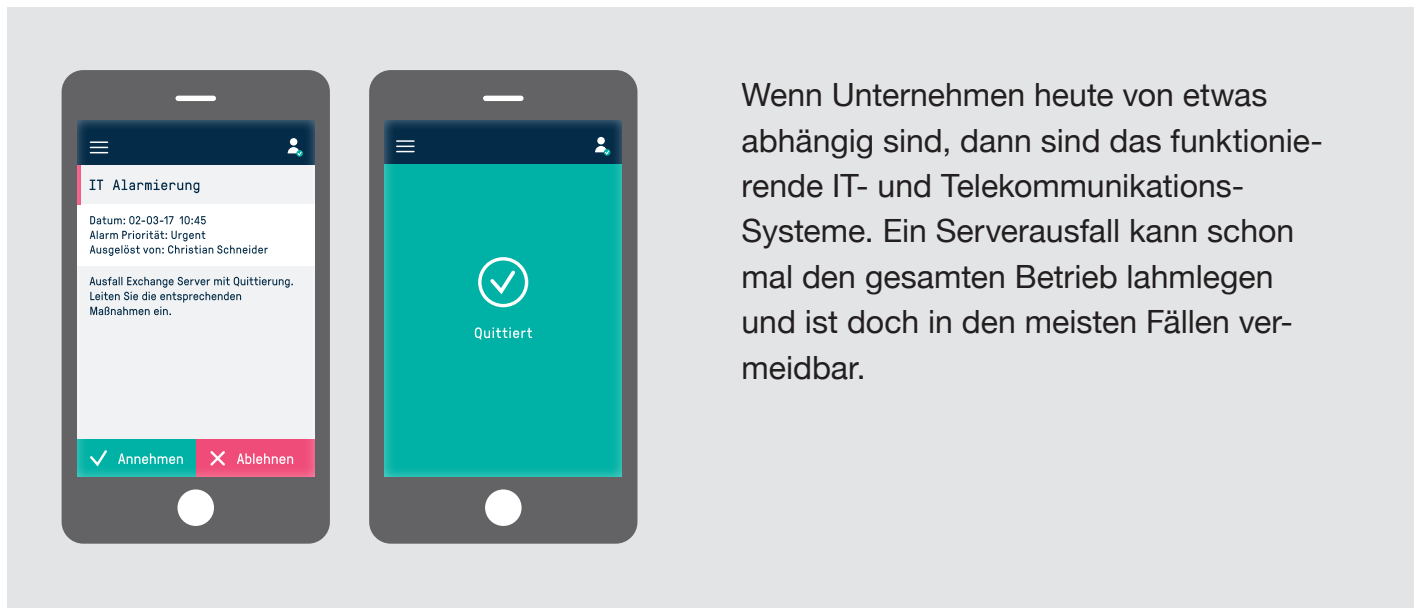 IT Alarmierung
Datum: 02-03-17 10:45
Alarm Priorität: Urgent
Ausgelöst von: Christian Schneider
Ausfall Exchange Server mit Quittierung.
Leiten Sie die entsprechenden
Maßnahmen ein.
Annehmen
Ablehnen
Quittiert
Wenn Unternehmen heute von etwas
abhängig sind, dann sind das funktionie-
rende IT- und Telekommunikations-
Systeme. Ein Serverausfall kann schon
mal den gesamten Betrieb lahmlegen
und ist doch in den meisten Fällen ver-
meidbar.